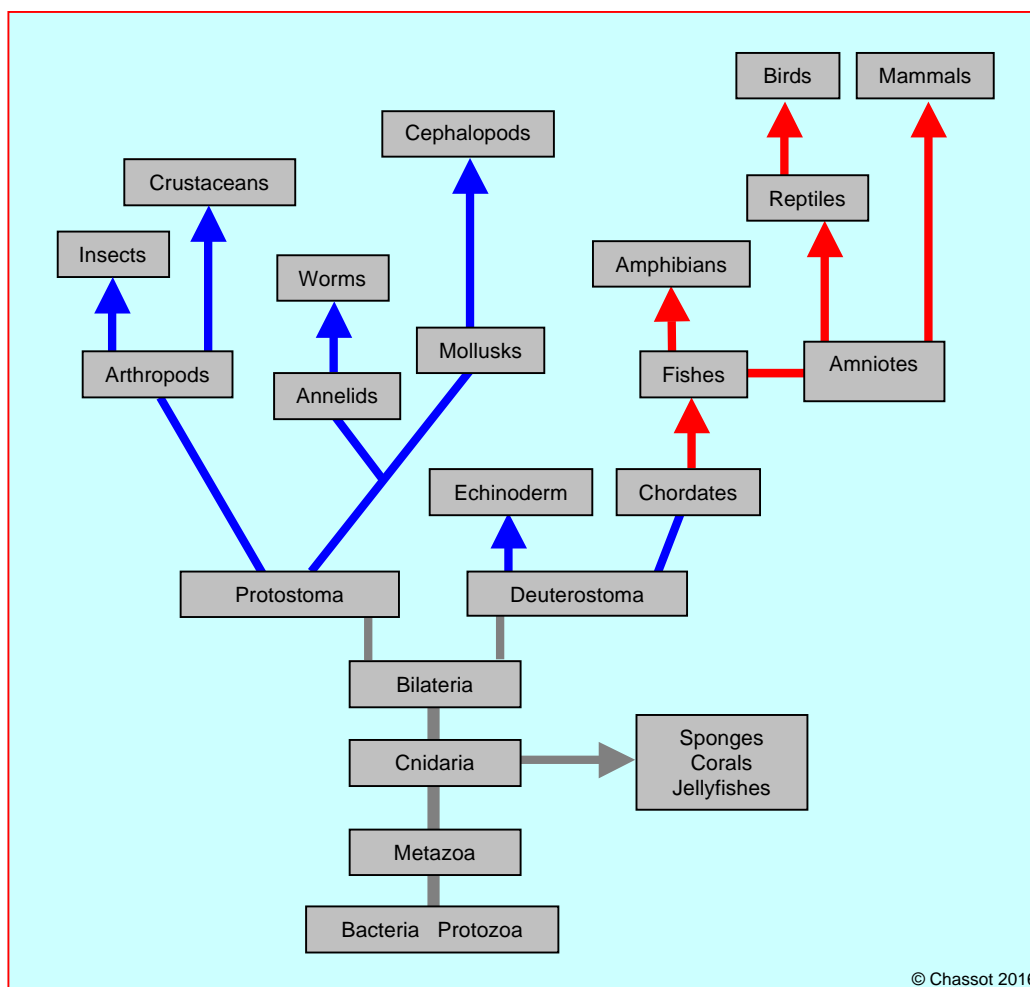 Birds
Mammals
Cephalopods
Crustaceans
Reptiles
Insects
Worms
Amphibians
Mollusks
Arthropods
Annelids
Fishes
Amniotes
Echinoderm
Chordates
Protostoma
Deuterostoma
Bilateria
Cnidaria
Sponges
Corals
Jellyfishes
Metazoa
Bacteria Protozoa
© Chassot 2016